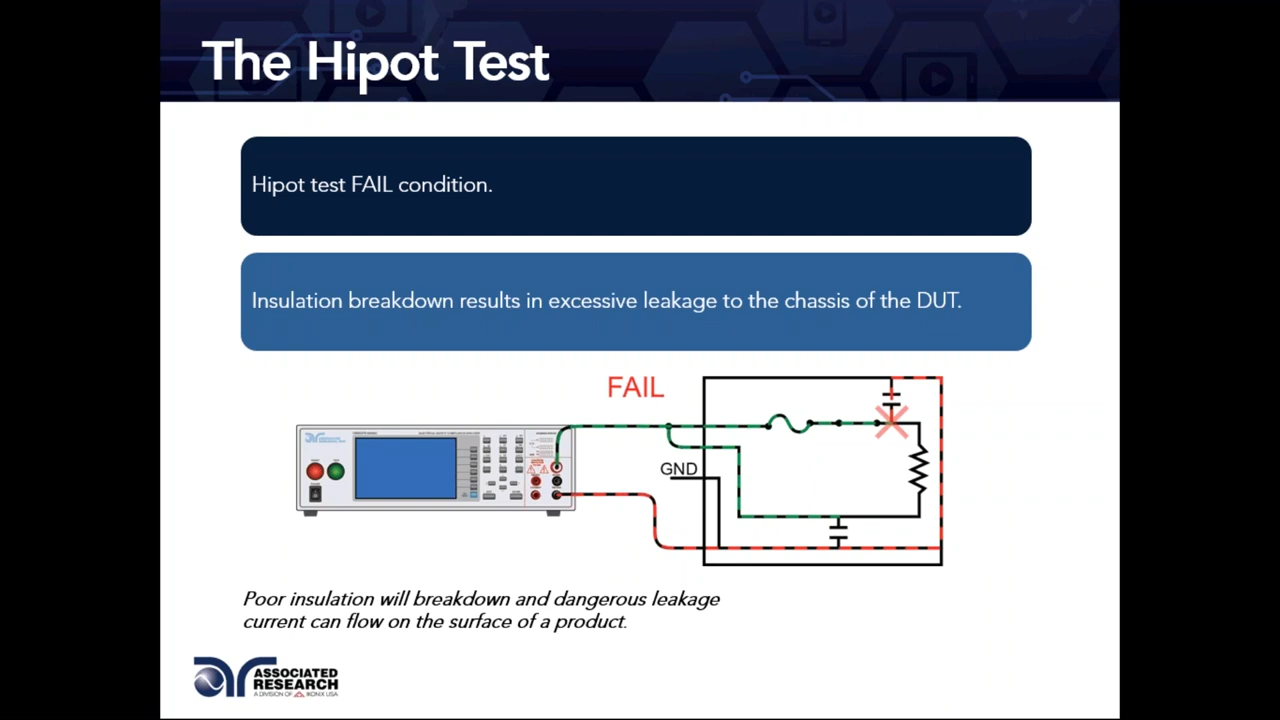 The Hipot Test
Hipot test FAIL condition.
Insulation breakdown results in excessive leakage to the chassis of the DUT.
FAIL
GND
ASSOCIATED
RESEARCH
Poor insulation will breakdown and dangerous leakage
current can flow on the surface of a product.
ASSOCIATED
RESEARCH
A DIVISION OF IKONIX USA